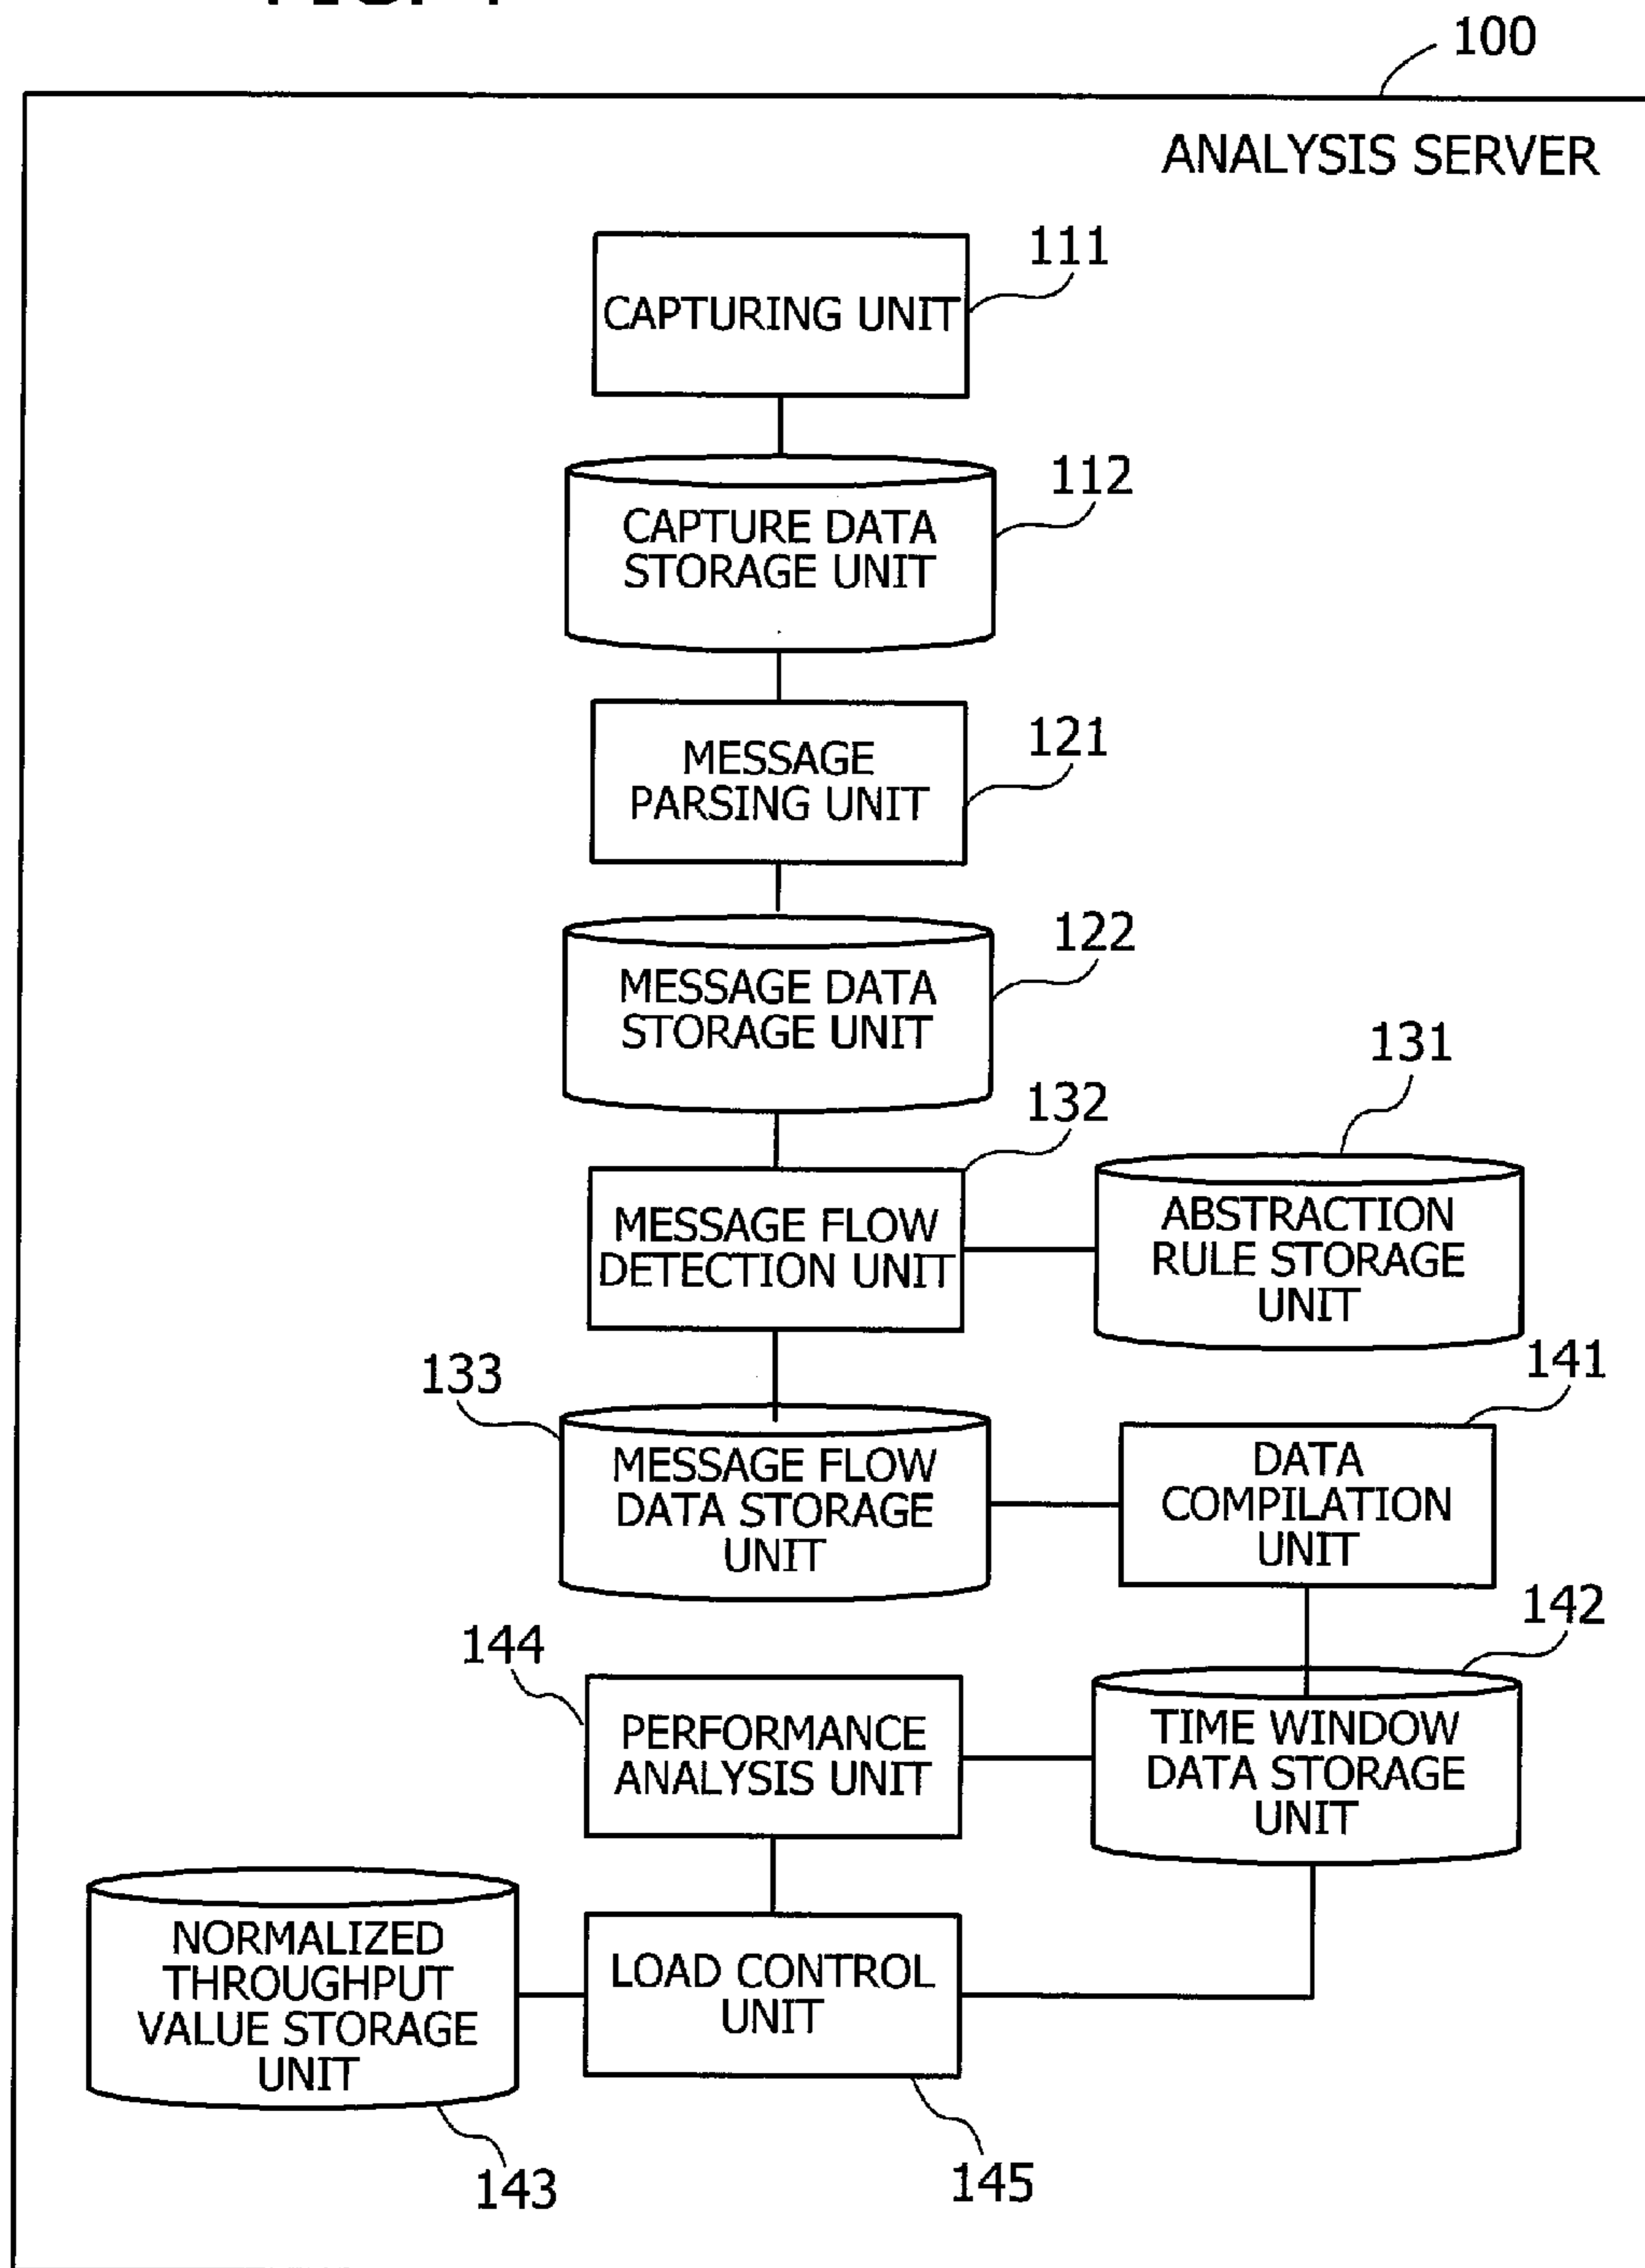 100
ANALYSIS SERVER
111
CAPTURING UNIT
112
CAPTURE DATA
STORAGE UNIT
121
MESSAGE
PARSING UNIT
122
MESSAGE DATA
STORAGE UNIT
131
132
MESSAGE FLOW
DETECTION UNIT
ABSTRACTION
RULE STORAGE
UNIT
133
141
MESSAGE FLOW
DATA STORAGE
UNIT
DATA
COMPILATION
UNIT
142
144
PERFORMANCE
ANALYSIS UNIT
TIME WINDOW
DATA STORAGE
UNIT
NORMALIZED
THROUGHPUT
VALUE STORAGE
UNIT
LOAD CONTROL
UNIT
143
145